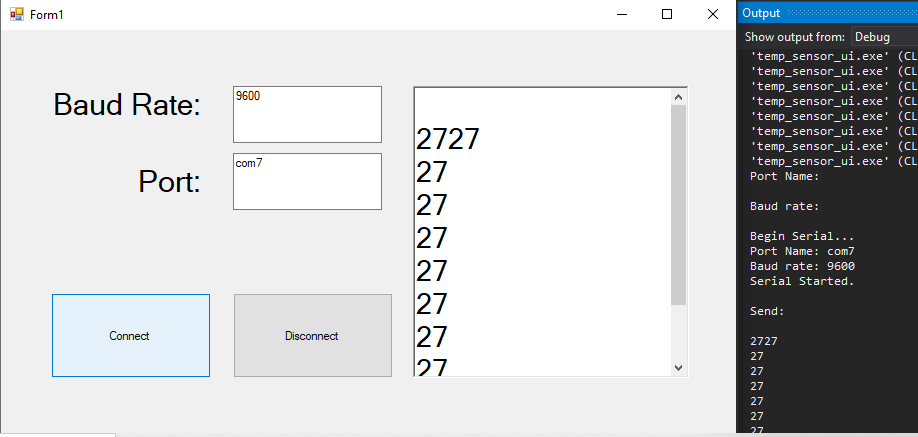 Form1
Baud Rate:
9600
Port:
com7
Connect
Disconnect
2727
27
27
27
27
27
27
27
Output
Show output from: Debug
'temp_sensor_ui.exe' (CL
'temp_sensor_ui.exe' (CL
'temp_sensor_ui.exe' (CL
'temp_sensor_ui.exe' (CL
'temp_sensor_ui.exe' (CL
'temp_sensor_ui.exe' (CL
'temp_sensor_ui.exe' (CL
'temp_sensor_ui.exe' (CL
Port Name:
Baud rate:
Begin Serial...
Port Name: com7
Baud rate: 9600
Serial Started.
Send:
2727
27
27
27
27
27
27